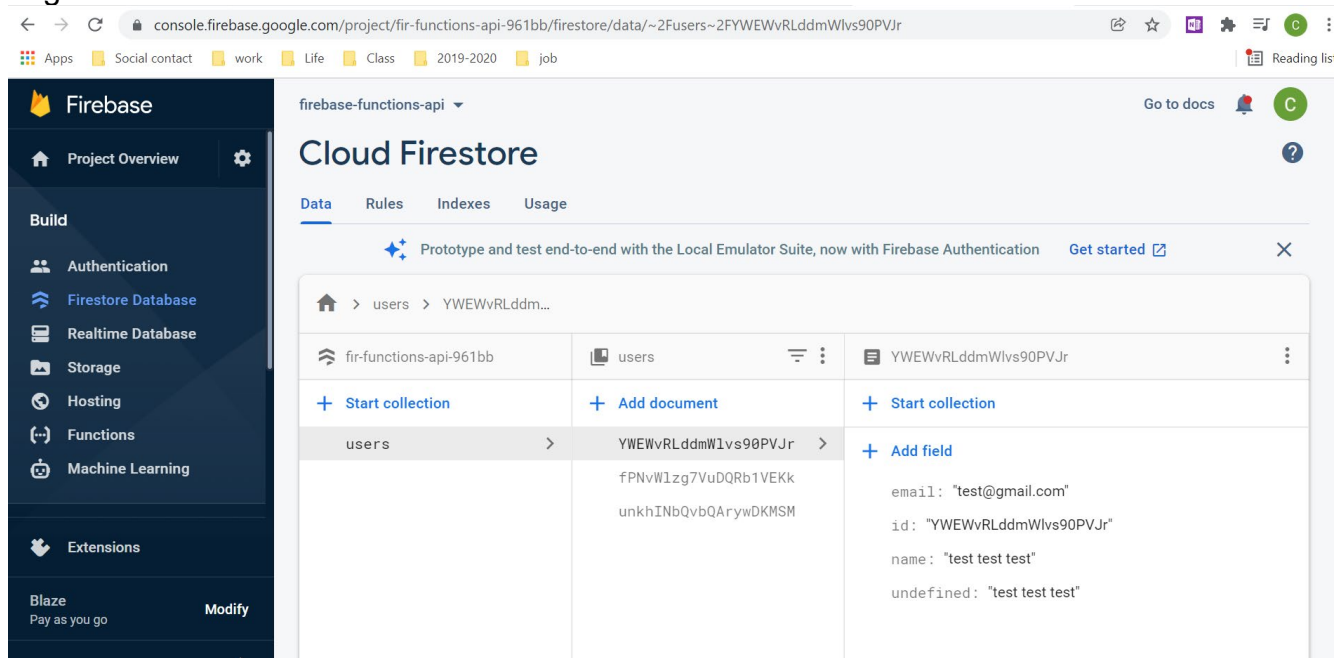 console.firebase.google.com/project/fir-functions-api-961bb/firestore/data/~2Fusers~2FYWEWvRLddmWlvs90PVJr
C
Apps Social contact work Life Class 2019-2020 job Reading lis
Firebase
firebase-functions-api
Go to docs
C
Project Overview
Cloud Firestore
?
Data Rules Indexes Usage
Build
Prototype and test end-to-end with the Local Emulator Suite, now with Firebase Authentication Get started
Authentication
Firestore Database
Realtime Database
Storage
Hosting
Functions
Machine Learning
Extensions
Blaze
Pay as you go
Modify
users > YWEWvRLddm...
fir-functions-api-961bb
users
YWEWvRLddmWlvs90PVJr
+ Start collection
+ Add document
+ Start collection
users
YWEWvRLddmWlvs90PVJr
fPNvWlzg7VuDQRb1VEKk
unkhINbQvbQArywDKMSM
+ Add field
email: "test@gmail.com"
id: "YWEWvRLddmWlvs90PVJr"
name: "test test test"
undefined: "test test test"